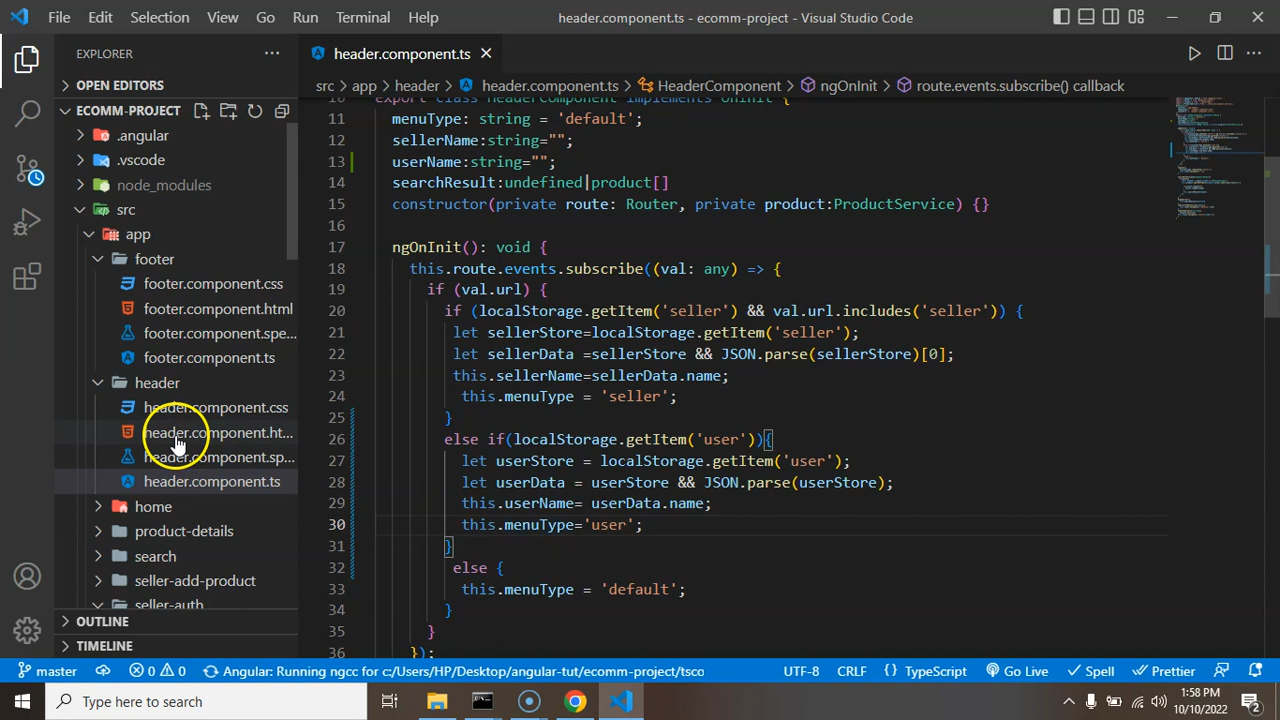 File Edit Selection View Go Run Terminal Help header.component.ts - ecomm-project - Visual Studio Code
EXPLORER
header.component.ts
OPEN EDITORS
src > app > header > header.component.ts > HeaderComponent > ngOnInit > route.events.subscribe() callback
ECOMM-PROJECT
.angular
.vscode
node_modules
src
app
footer
footer.component.css
footer.component.html
footer.component.spe...
footer.component.ts
header
header.component.css
header.component.ht...
header.component.sp...
header.component.ts
home
product-details
search
seller-add-product
seller-auth
OUTLINE
TIMELINE
10 export class HeaderComponent implements OnInit {
11 menuType: string = 'default';
12 sellerName:string="";
13 userName:string="";
14 searchResult:undefined|product[]
15 constructor(private route: Router, private product:ProductService) {}
16
17 ngOnInit(): void {
18 this.route.events.subscribe((val: any) => {
19 if (val.url) {
20 if (localStorage.getItem('seller') && val.url.includes('seller')) {
21 let sellerStore=localStorage.getItem('seller');
22 let sellerData =sellerStore && JSON.parse(sellerStore)[0];
23 this.sellerName=sellerData.name;
24 this.menuType = 'seller';
25 }
26 else if(localStorage.getItem('user')){
27 let userStore = localStorage.getItem('user');
28 let userData = userStore && JSON.parse(userStore);
29 this.userName= userData.name;
30 this.menuType='user';
31 }
32 else {
33 this.menuType = 'default';
34 }
35 }
36 });
master 0 0 Angular: Running ngcc for c:/Users/HP/Desktop/angular-tut/ecomm-project/tsco UTF-8 CRLF {} TypeScript Go Live Spell Prettier
Type here to search
1:58 PM
10/10/2022
2